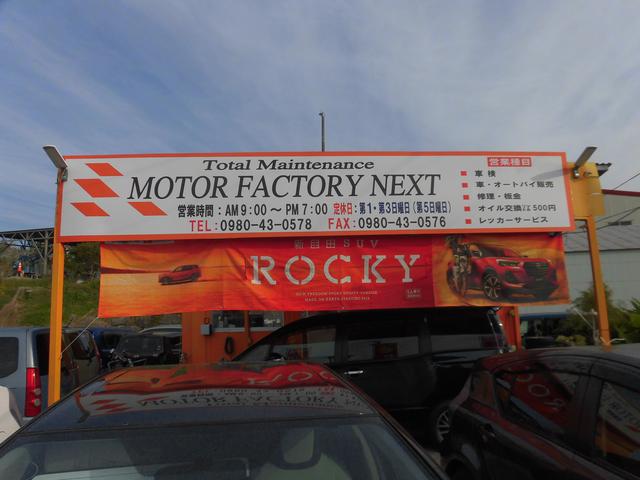 Total Maintenance
MOTOR FACTORY NEXT
営業時間：AM9:00～PM7:00 定休日：第1・第3日曜日（第5日曜日）
TEL：0980-43-0578 FAX：0980-43-0576
営業種目
車検
車・オートバイ販売
修理・板金
オイル交換1ℓ500円
レッカーサービス
新自由SUV
ROCKY